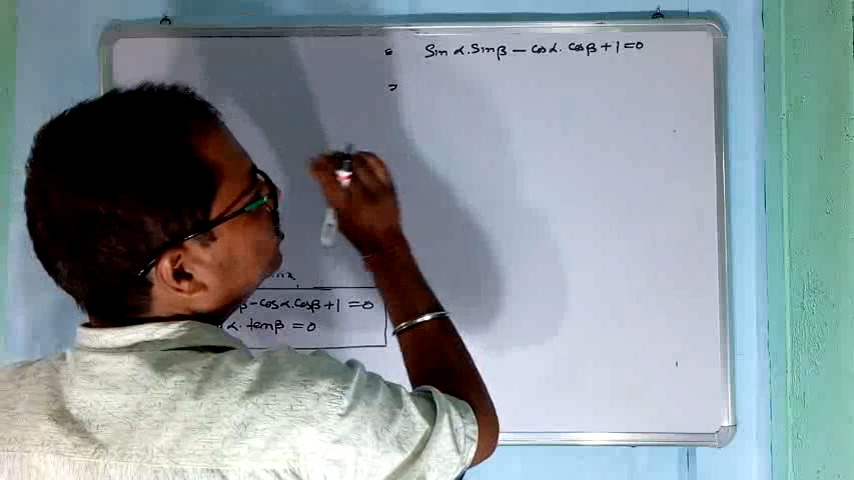 sin α. sin β – cos α. cos β + 1 = 0
β – cos α. cos β + 1 = 0
α. tan β = 0